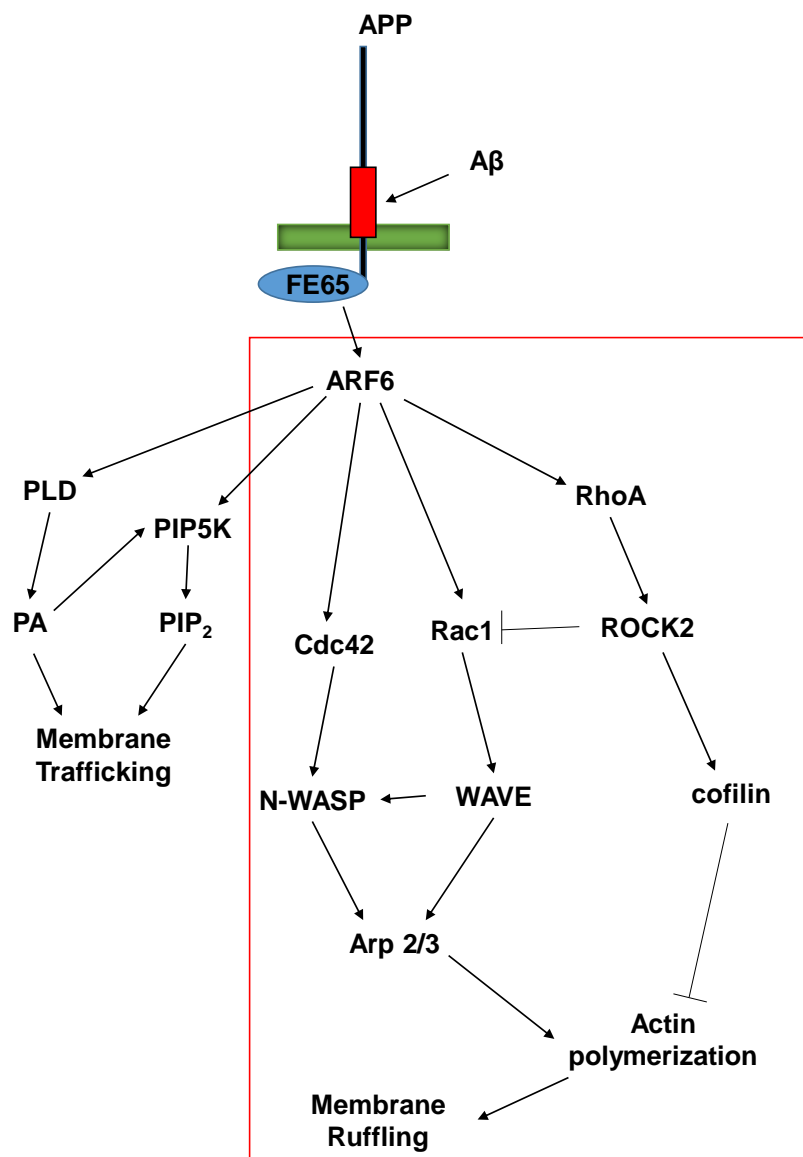 APP
Aβ
FE65
ARF6
PLD
RhoA
PIP5K
PA
PIP₂
Cdc42
Rac1
ROCK2
Membrane
Trafficking
N-WASP
WAVE
cofilin
Arp 2/3
Actin
polymerization
Membrane
Ruffling